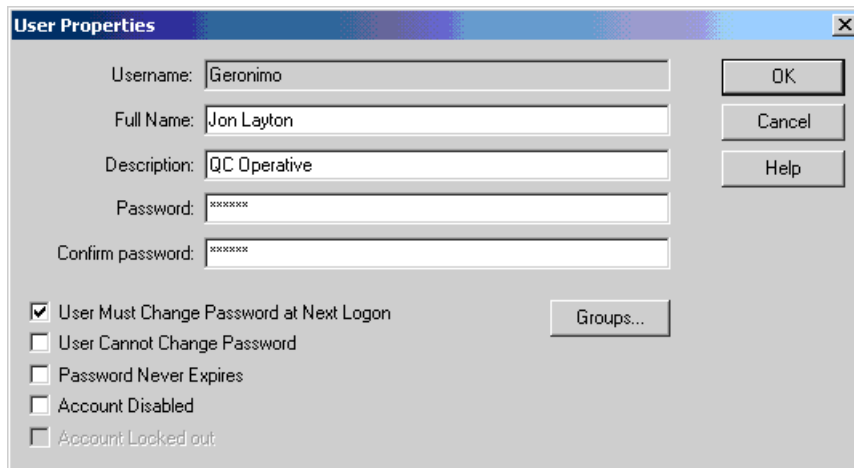 User Properties
Username: Geronimo
OK
Full Name: Jon Layton
Cancel
Description: QC Operative
Help
Password: ******
Confirm password: ******
User Must Change Password at Next Logon
Groups...
User Cannot Change Password
Password Never Expires
Account Disabled
Account Locked out